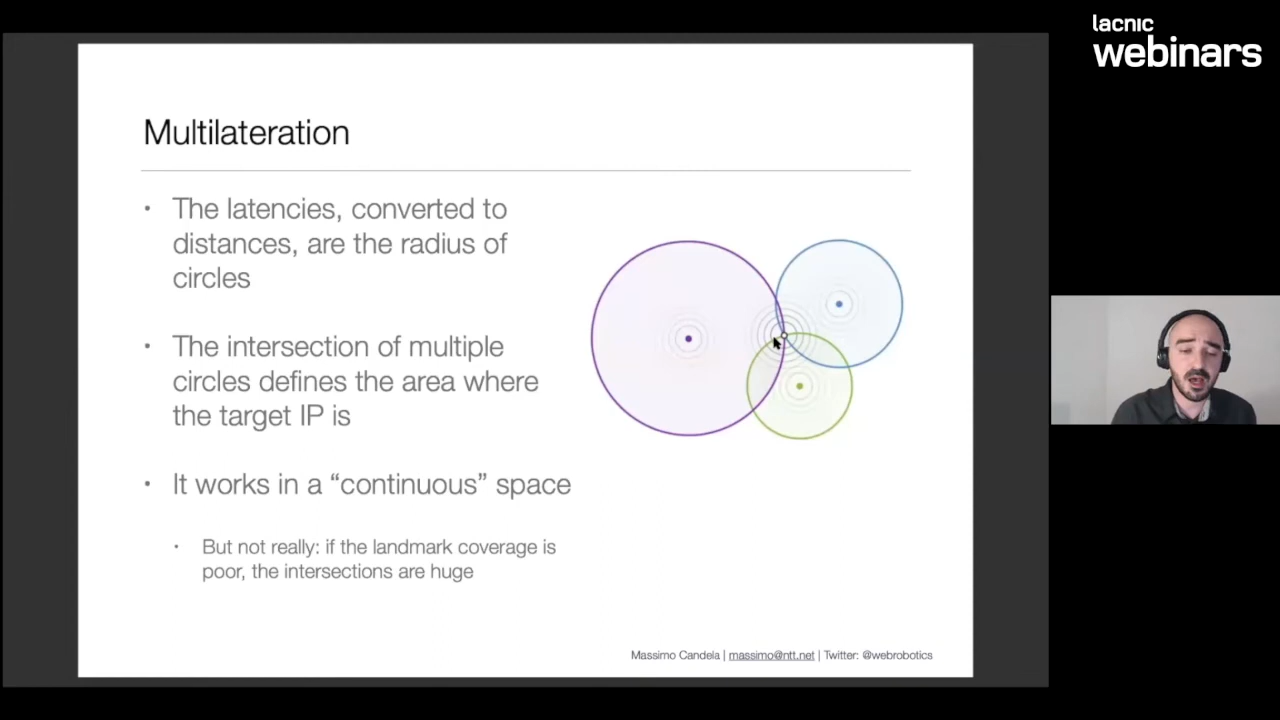 lacnic
webinars
Multilateration
• The latencies, converted to
distances, are the radius of
circles
• The intersection of multiple
circles defines the area where
the target IP is
• It works in a “continuous” space
• But not really: if the landmark coverage is
poor, the intersections are huge
Massimo Candela | massimo@ntt.net | Twitter: @webrobotics